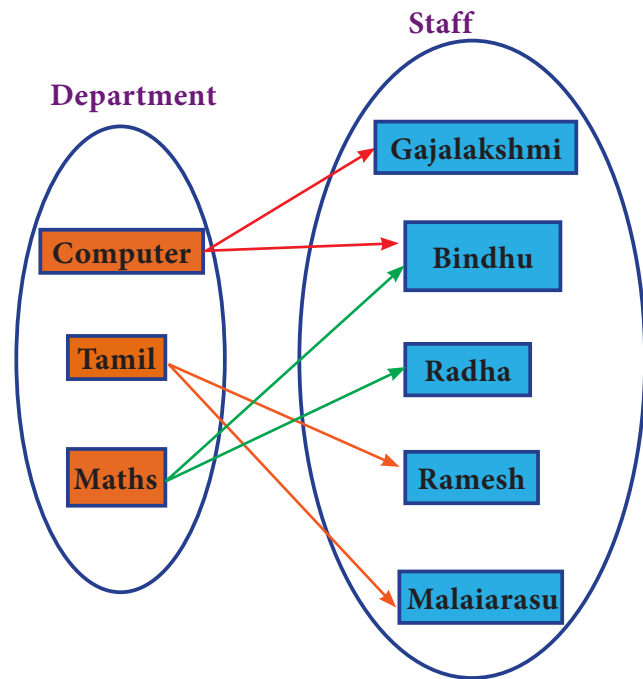 Department
Computer
Tamil
Maths
Staff
Gajalakshmi
Bindhu
Radha
Ramesh
Malaiarasu